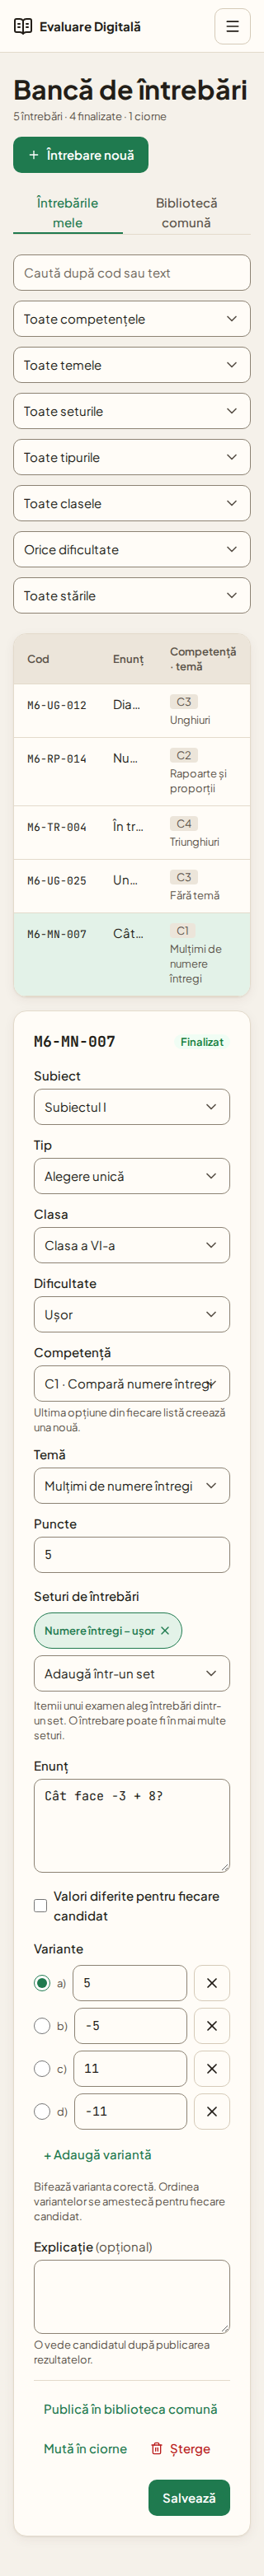 Evaluare Digitală
Bancă de întrebări
5 întrebări · 4 finalizate · 1 ciorne
+ Întrebare nouă
Întrebările mele
Bibliotecă comună
Caută după cod sau text
Toate competențele
Toate temele
Toate seturile
Toate tipurile
Toate clasele
Orice dificultate
Toate stările
Cod Enunț Competență · temă
M6-UG-012 Dia… C3
Unghiuri
M6-RP-014 Nu… C2
Rapoarte și proporții
M6-TR-004 În tr… C4
Triunghiuri
M6-UG-025 Un… C3
Fără temă
M6-MN-007 Cât… C1
Mulțimi de numere întregi
M6-MN-007 Finalizat
Subiect
Subiectul I
Tip
Alegere unică
Clasa
Clasa a VI-a
Dificultate
Ușor
Competență
C1 · Compară numere întregi
Ultima opțiune din fiecare listă creează
una nouă.
Temă
Mulțimi de numere întregi
Puncte
5
Seturi de întrebări
Numere întregi – ușor ×
Adaugă într-un set
Itemii unui examen aleg întrebări dintr-
un set. O întrebare poate fi în mai multe
seturi.
Enunț
Cât face -3 + 8?
Valori diferite pentru fiecare
candidat
Variante
a) 5
b) -5
c) 11
d) -11
+ Adaugă variantă
Bifează varianta corectă. Ordinea
variantelor se amestecă pentru fiecare
candidat.
Explicație (opțional)
O vede candidatul după publicarea
rezultatelor.
Publică în biblioteca comună
Mută în ciorne Șterge
Salvează